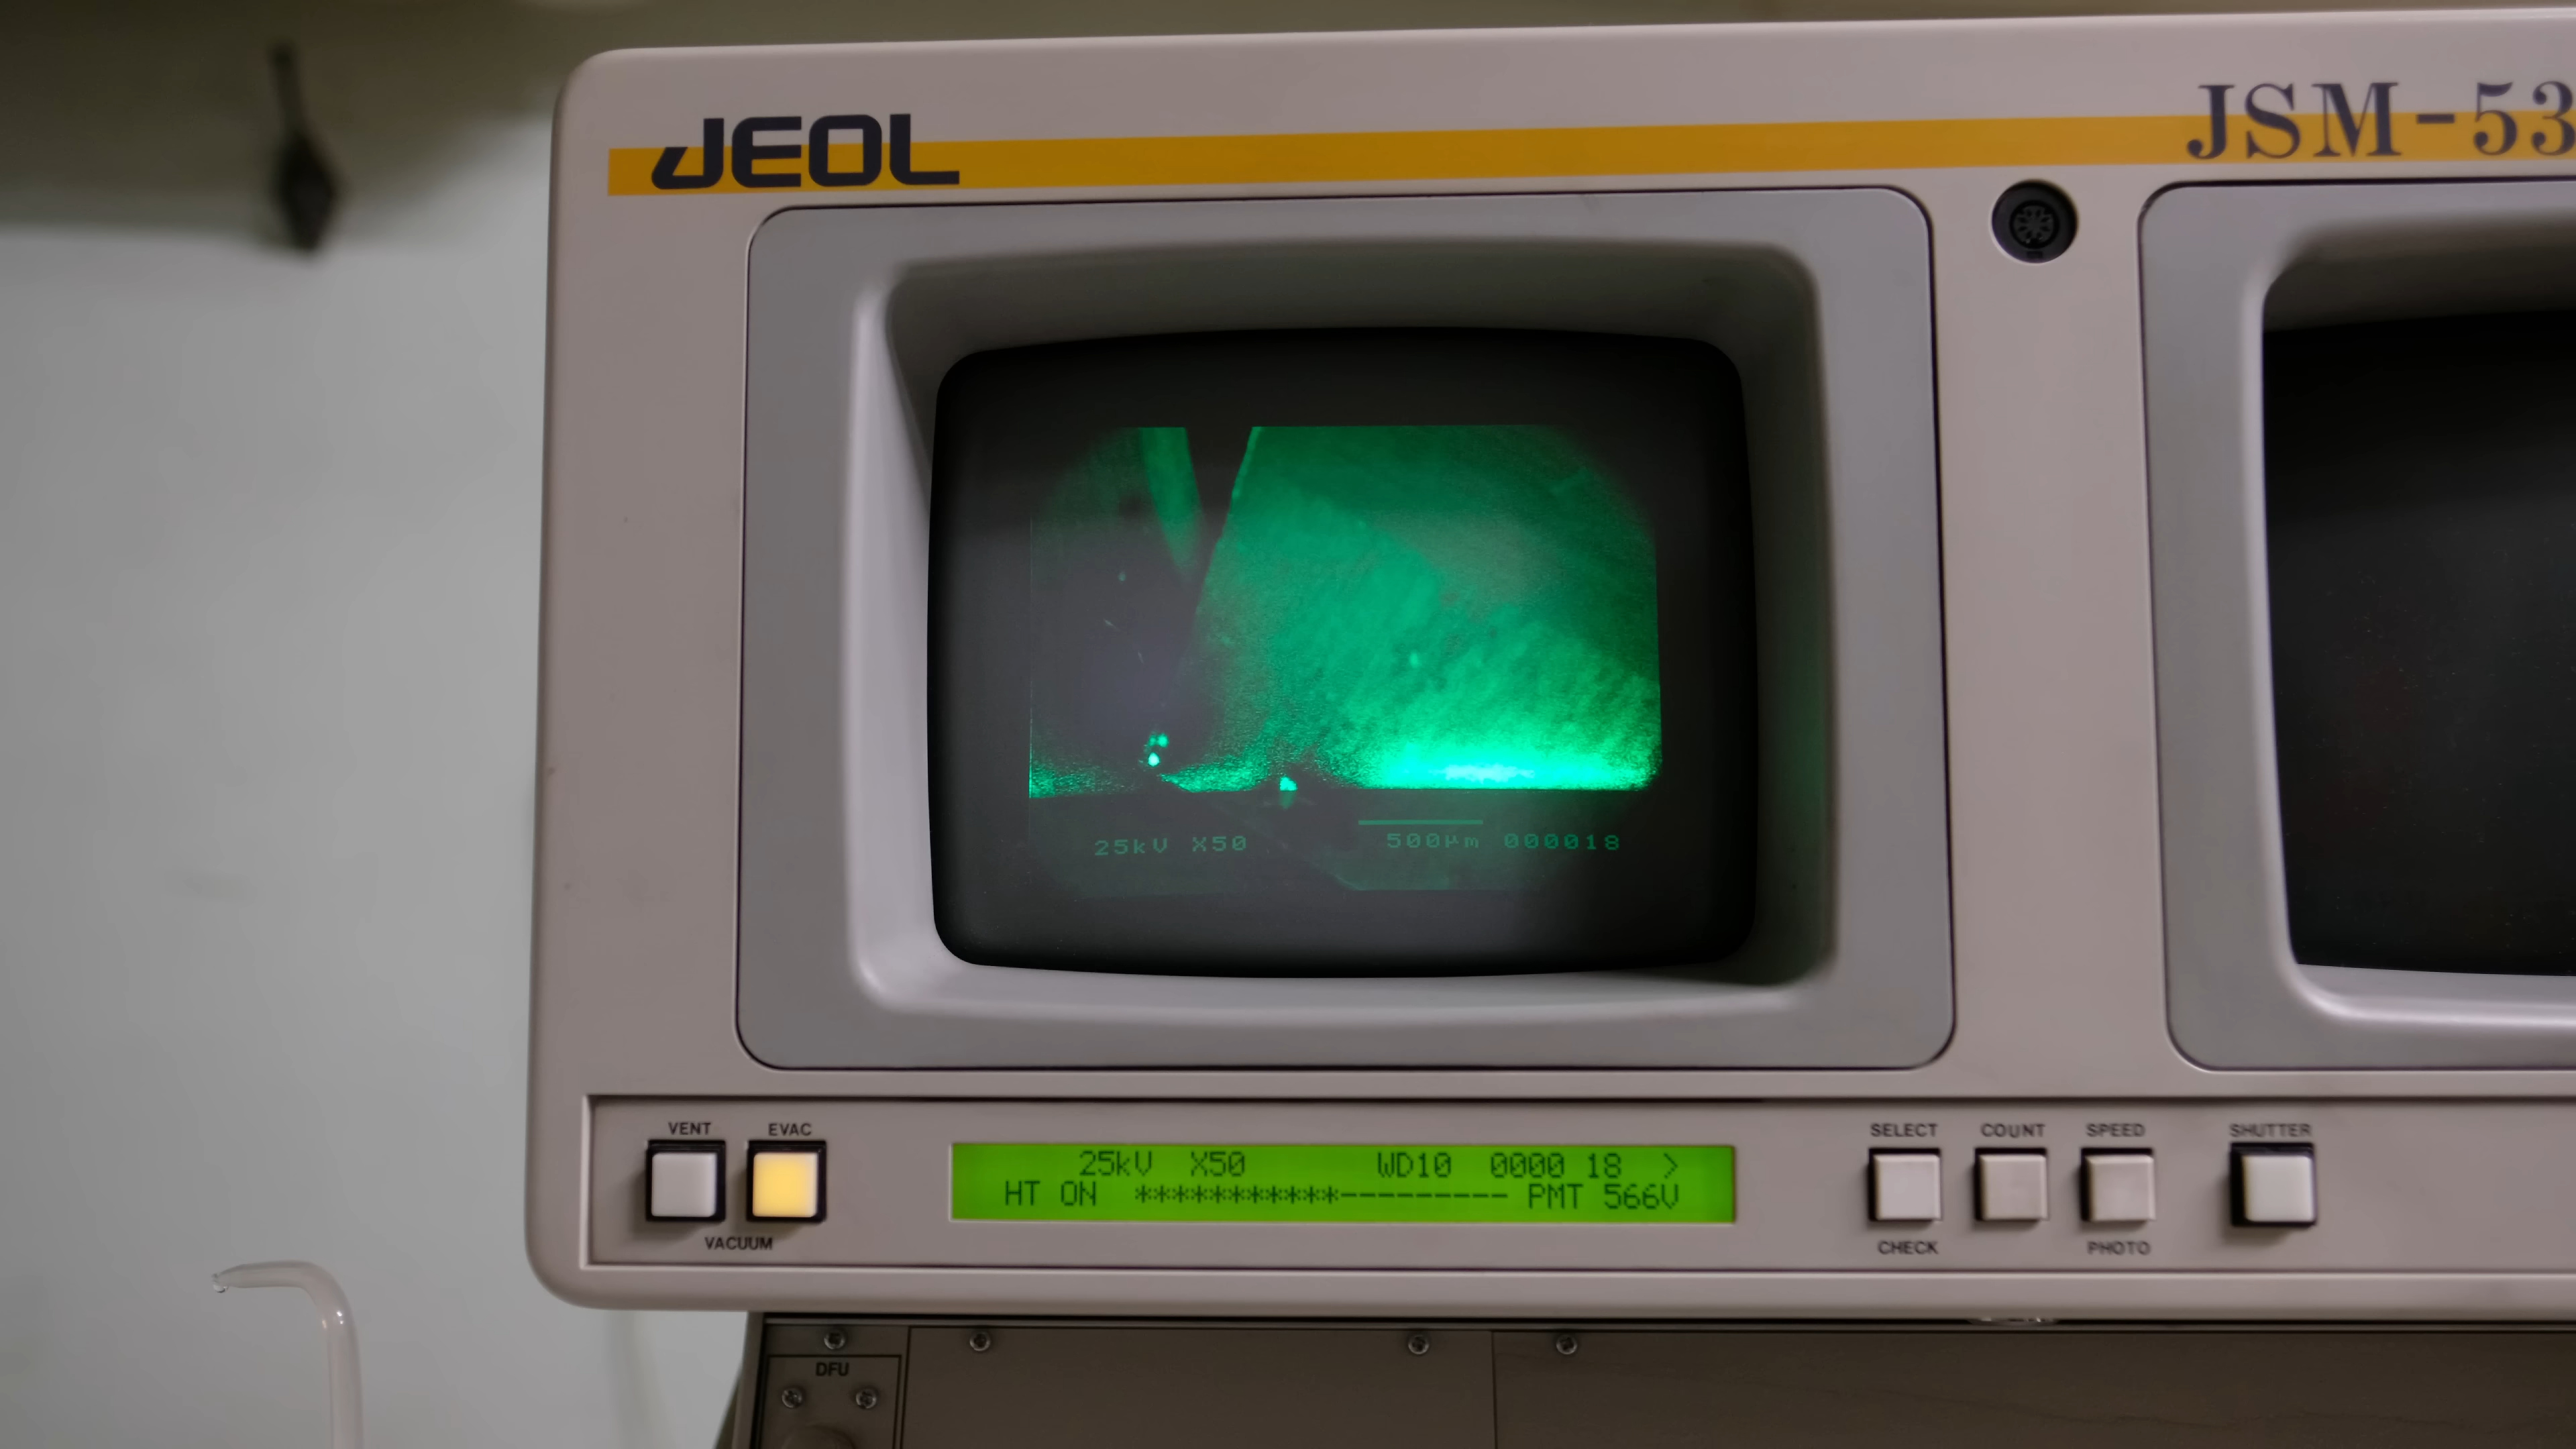 JEOL
JSM-53
25kV X50
500µm 000018
VENT
EVAC
VACUUM
25kV X50 WD10 0000 18 >
HT ON ***********--------- PMT 566V
SELECT
COUNT
SPEED
SHUTTER
CHECK
PHOTO
DFU